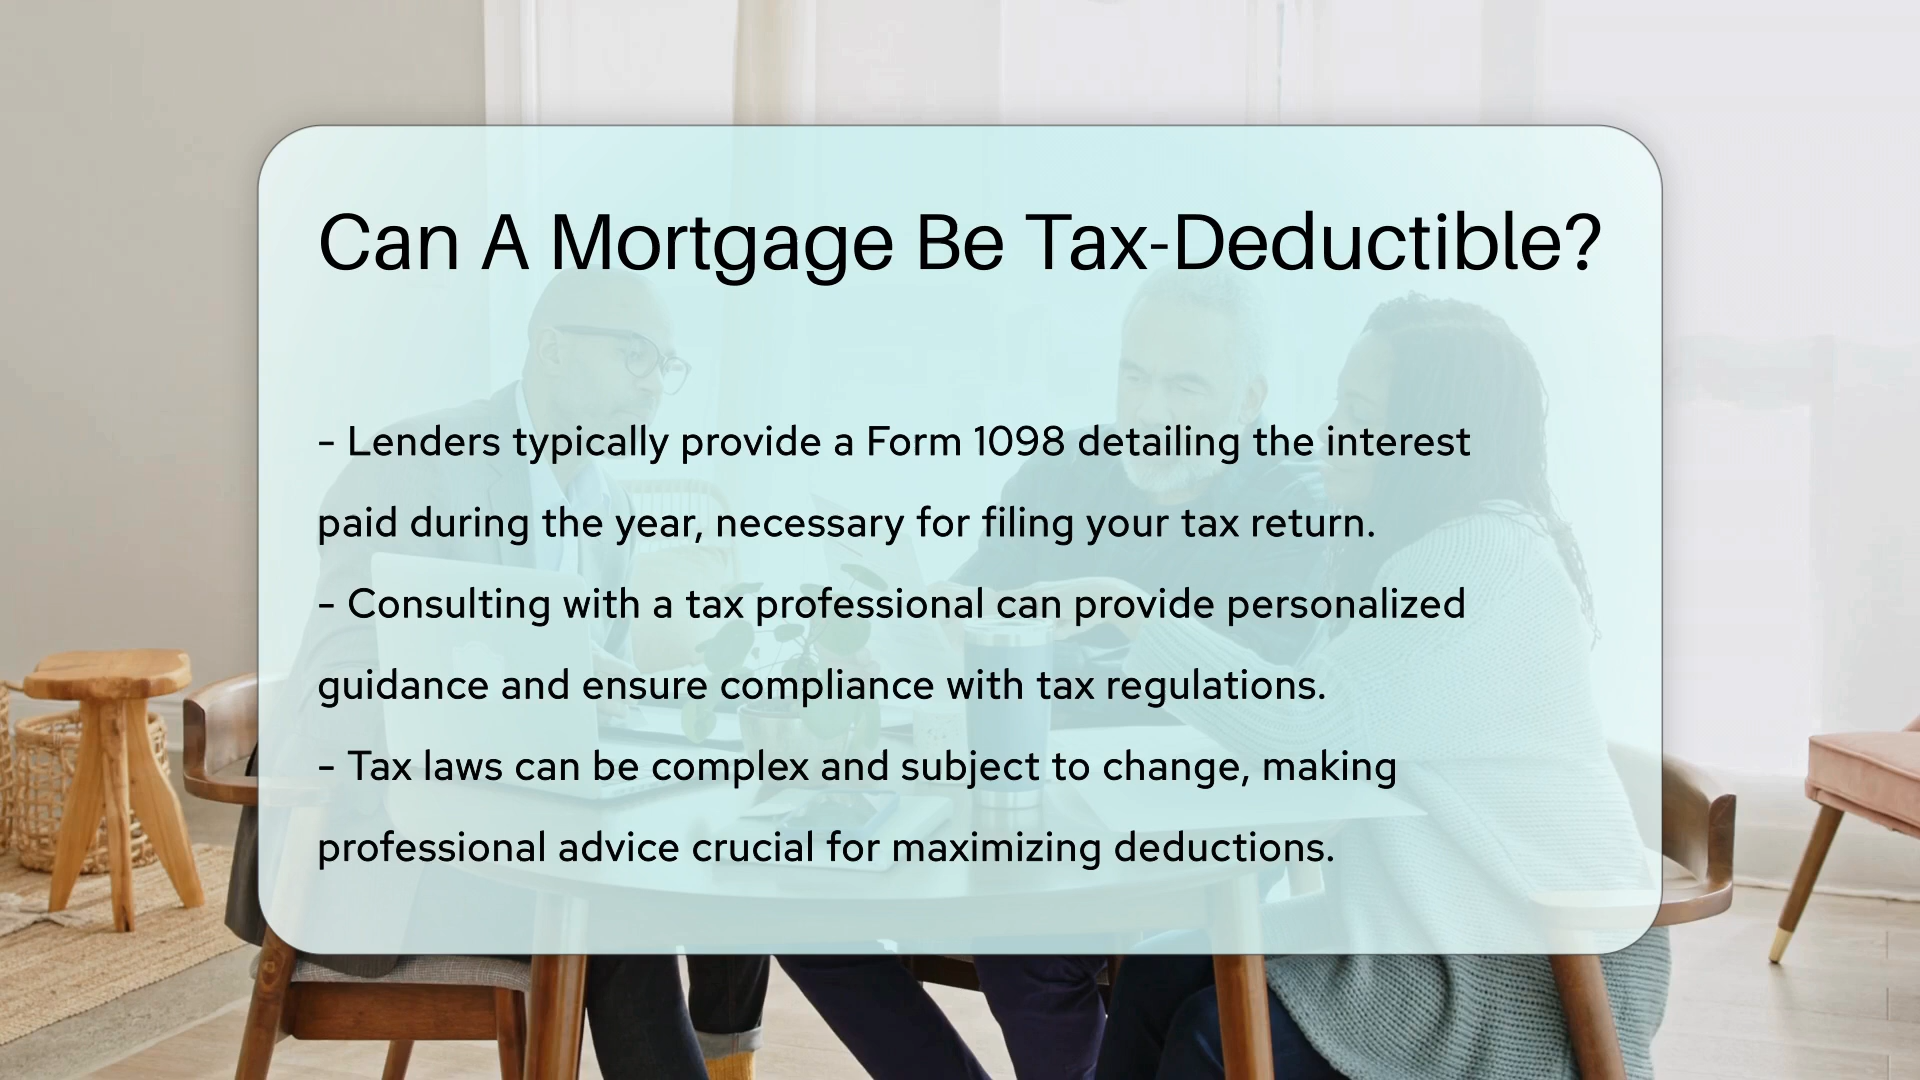 Can A Mortgage Be Tax-Deductible?
- Lenders typically provide a Form 1098 detailing the interest
paid during the year, necessary for filing your tax return.
- Consulting with a tax professional can provide personalized
guidance and ensure compliance with tax regulations.
- Tax laws can be complex and subject to change, making
professional advice crucial for maximizing deductions.